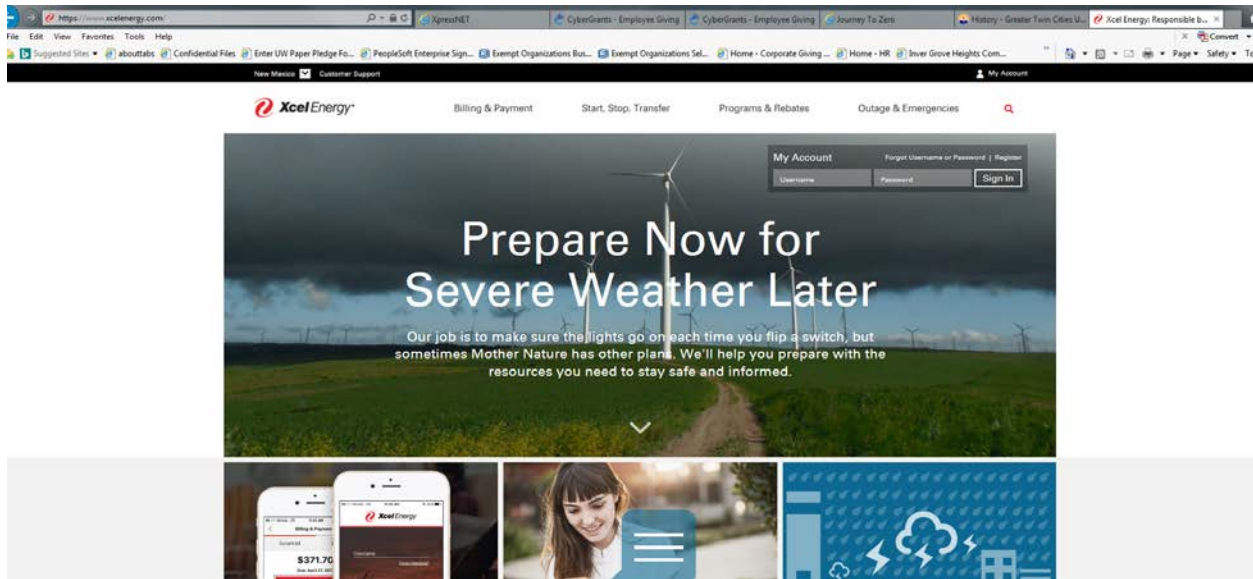 https://www.xcelenergy.com/
XpressNET
CyberGrants - Employee Giving
CyberGrants - Employee Giving
Journey To Zero
History - Greater Twin Cities U...
Xcel Energy: Responsible b...
File Edit View Favorites Tools Help
Convert
Suggested Sites
abouttabs
Confidential Files
Enter UW Paper Pledge Fo...
PeopleSoft Enterprise Sign...
Exempt Organizations Bus...
Exempt Organizations Sel...
Home - Corporate Giving ...
Home - HR
Inver Grove Heights Com...
Page
Safety
New Mexico
Customer Support
My Account
Xcel Energy
Billing & Payment
Start, Stop, Transfer
Programs & Rebates
Outage & Emergencies
My Account
Forgot Username or Password | Register
Username
Password
Sign In
Prepare Now for
Severe Weather Later
Our job is to make sure the lights go on each time you flip a switch, but
sometimes Mother Nature has other plans. We'll help you prepare with the
resources you need to stay safe and informed.
Billing & Payment
$371.70
Xcel Energy
Username